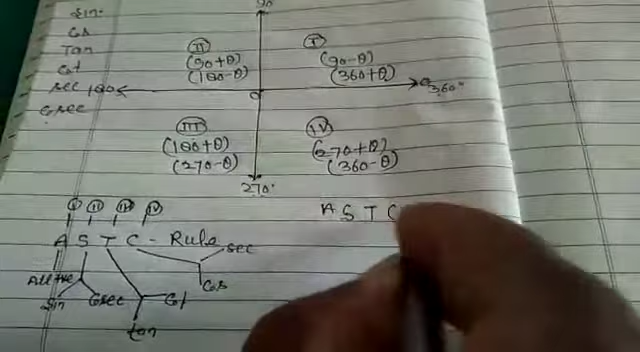 Sin
Cos
Tan
Cot
Sec
Cosec
90
180
0
0 360°
270°
II
(90+θ)
(180-θ)
I
(90-θ)
(360+θ)
III
(180+θ)
(270-θ)
IV
(270+θ)
(360-θ)
I II III IV
A S T C - Rule
All +ve
Sin Cosec
tan Cot
Sec
Cos
A S T C